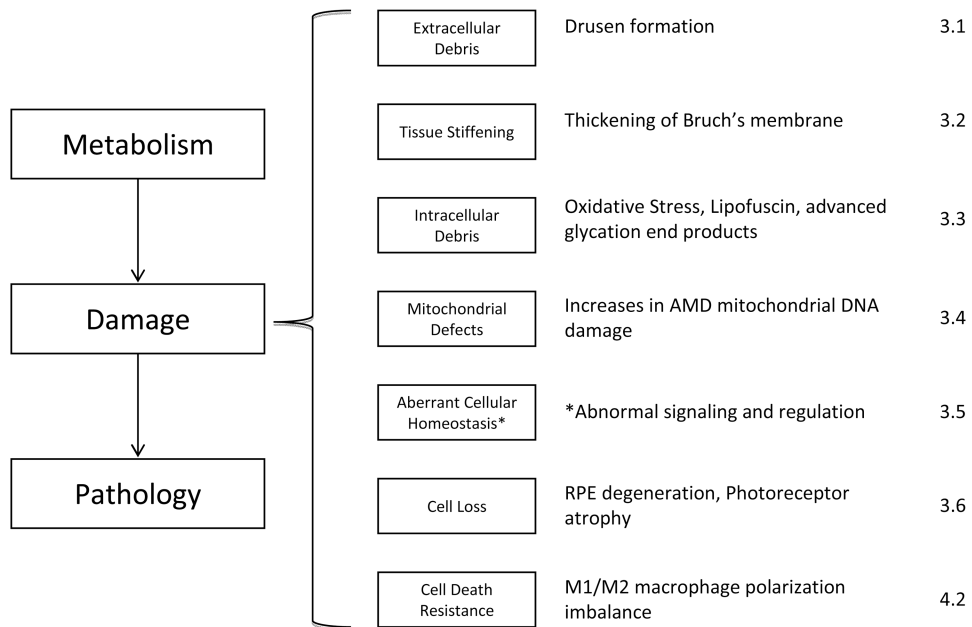 Metabolism
Damage
Pathology
Extracellular
Debris
Drusen formation
3.1
Tissue Stiffening
Thickening of Bruch’s membrane
3.2
Intracellular
Debris
Oxidative Stress, Lipofuscin, advanced
glycation end products
3.3
Mitochondrial
Defects
Increases in AMD mitochondrial DNA
damage
3.4
Aberrant Cellular
Homeostasis*
*Abnormal signaling and regulation
3.5
Cell Loss
RPE degeneration, Photoreceptor
atrophy
3.6
Cell Death
Resistance
M1/M2 macrophage polarization
imbalance
4.2